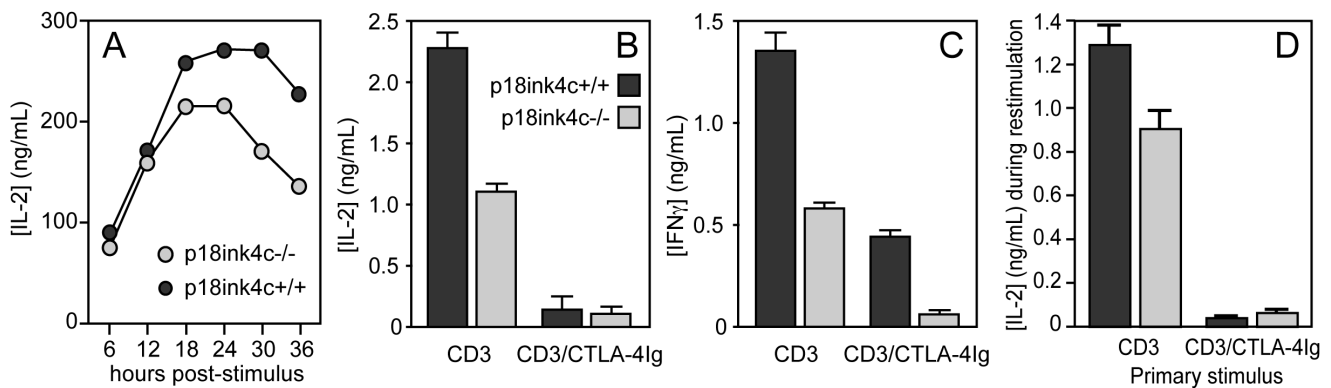 A
[IL-2] (ng/mL)
300
200
100
0
p18ink4c-/-
p18ink4c+/+
6 12 18 24 30 36
hours post-stimulus
B
[IL-2] (ng/mL)
2.5
2.0
1.5
1.0
0.5
0
p18ink4c+/+
p18ink4c-/-
CD3 CD3/CTLA-4Ig
C
[IFNγ] (ng/mL)
1.5
1.0
0.5
0
CD3 CD3/CTLA-4Ig
D
[IL-2] (ng/mL) during restimulation
1.4
1.2
1.0
0.8
0.6
0.4
0.2
0
CD3 CD3/CTLA-4Ig
Primary stimulus